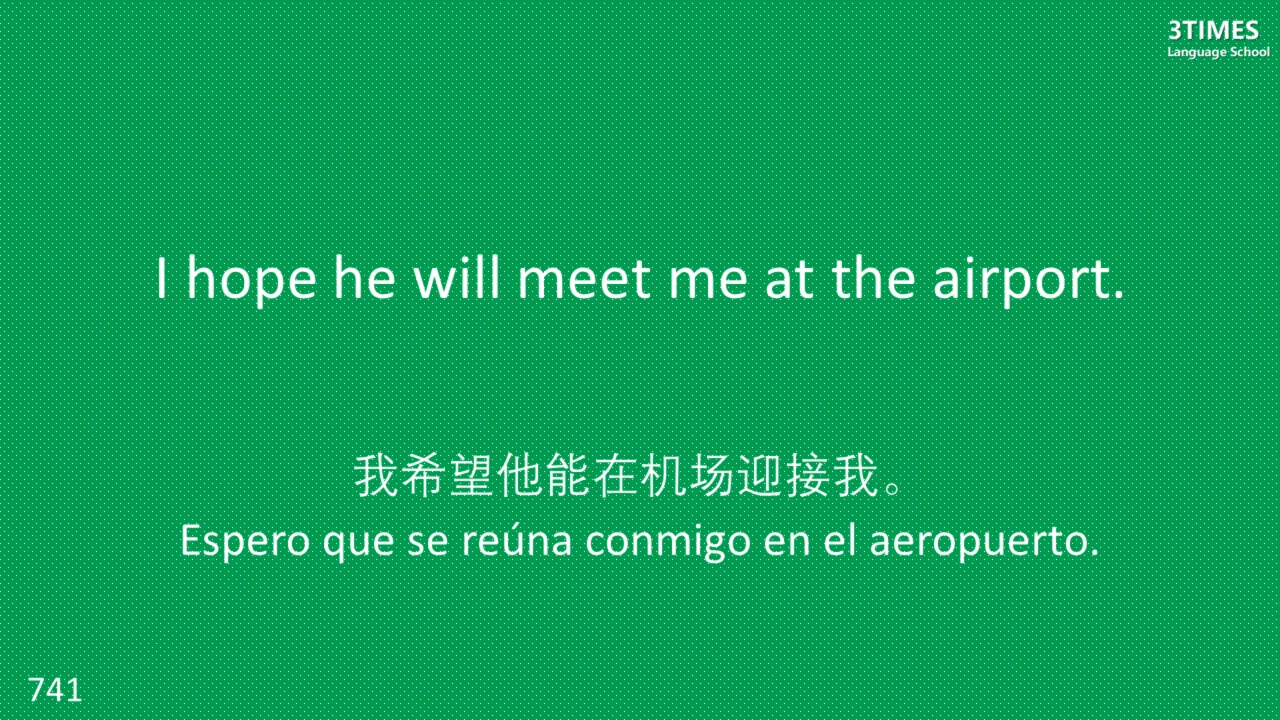 3TIMES
Language School
I hope he will meet me at the airport.
我希望他能在机场迎接我。
Espero que se reúna conmigo en el aeropuerto.
741